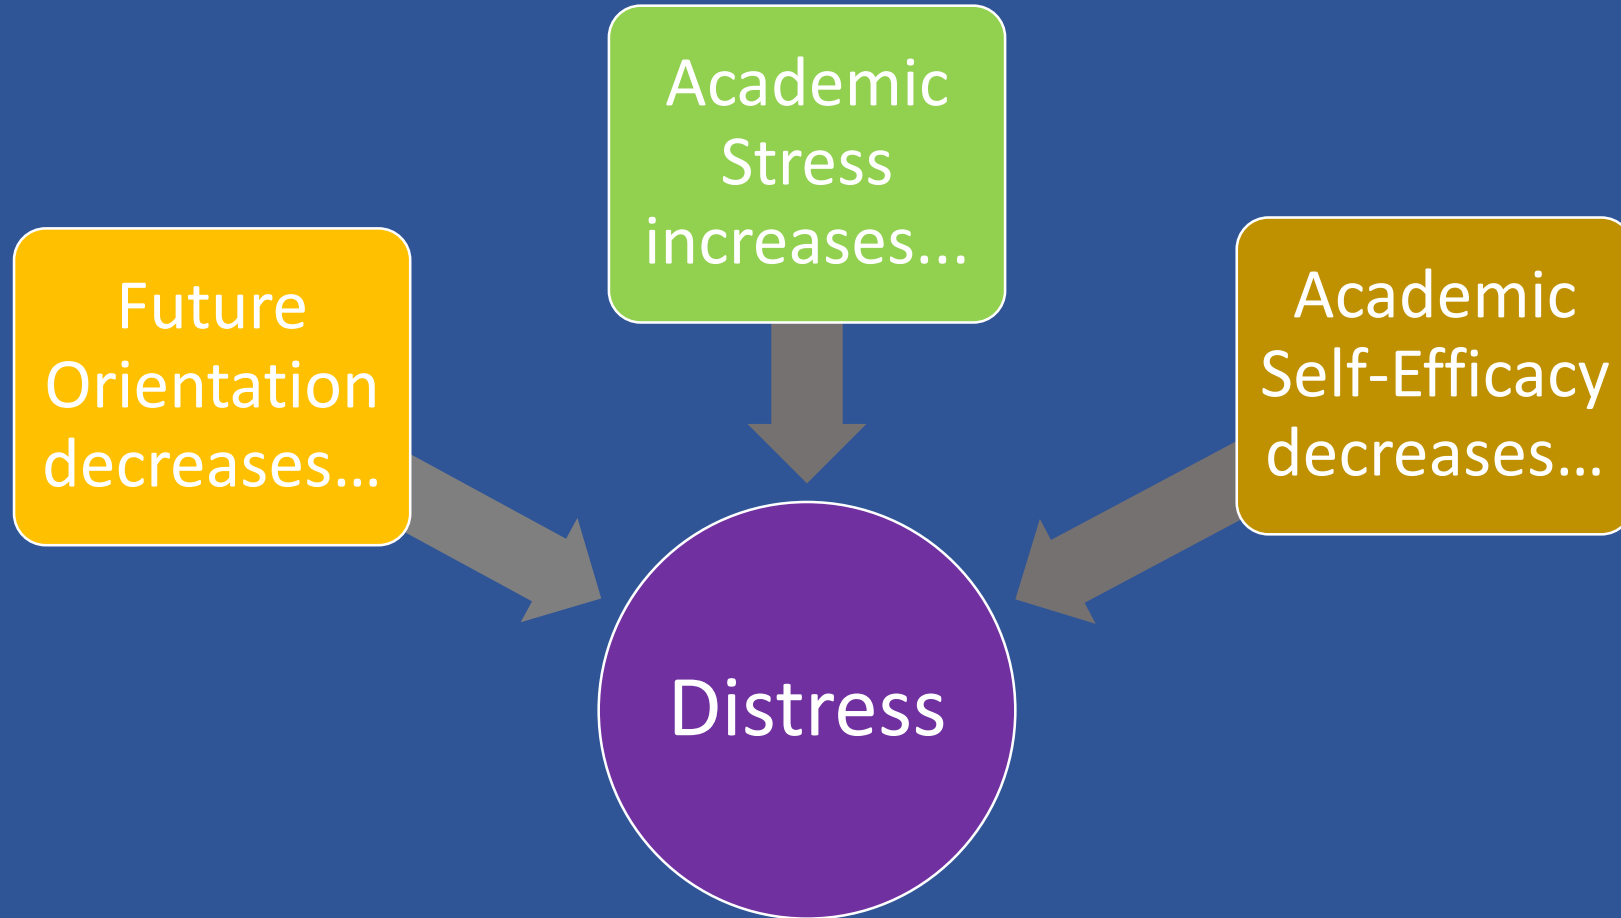 Academic
Stress
increases...
Future
Orientation
decreases...
Academic
Self-Efficacy
decreases...
Distress